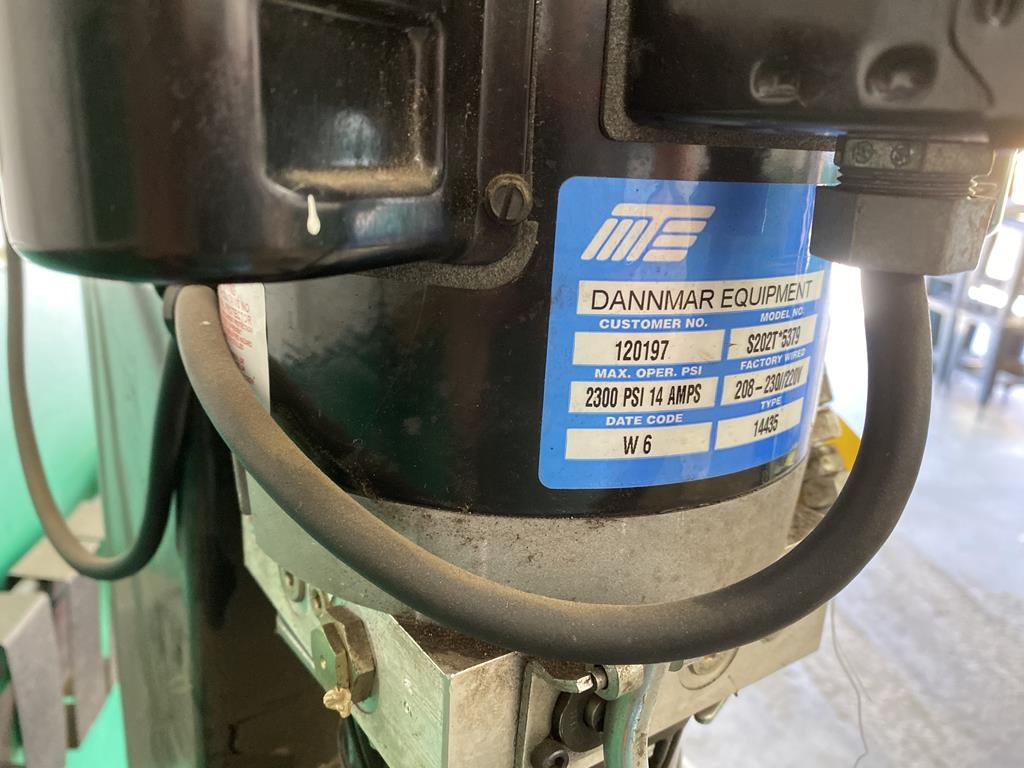 MTE
DANNMAR EQUIPMENT
CUSTOMER NO. MODEL NO.
120197 S202T*5379
MAX. OPER. PSI FACTORY WIRED
2300 PSI 14 AMPS 208-230//220V
DATE CODE TYPE
W 6 14435